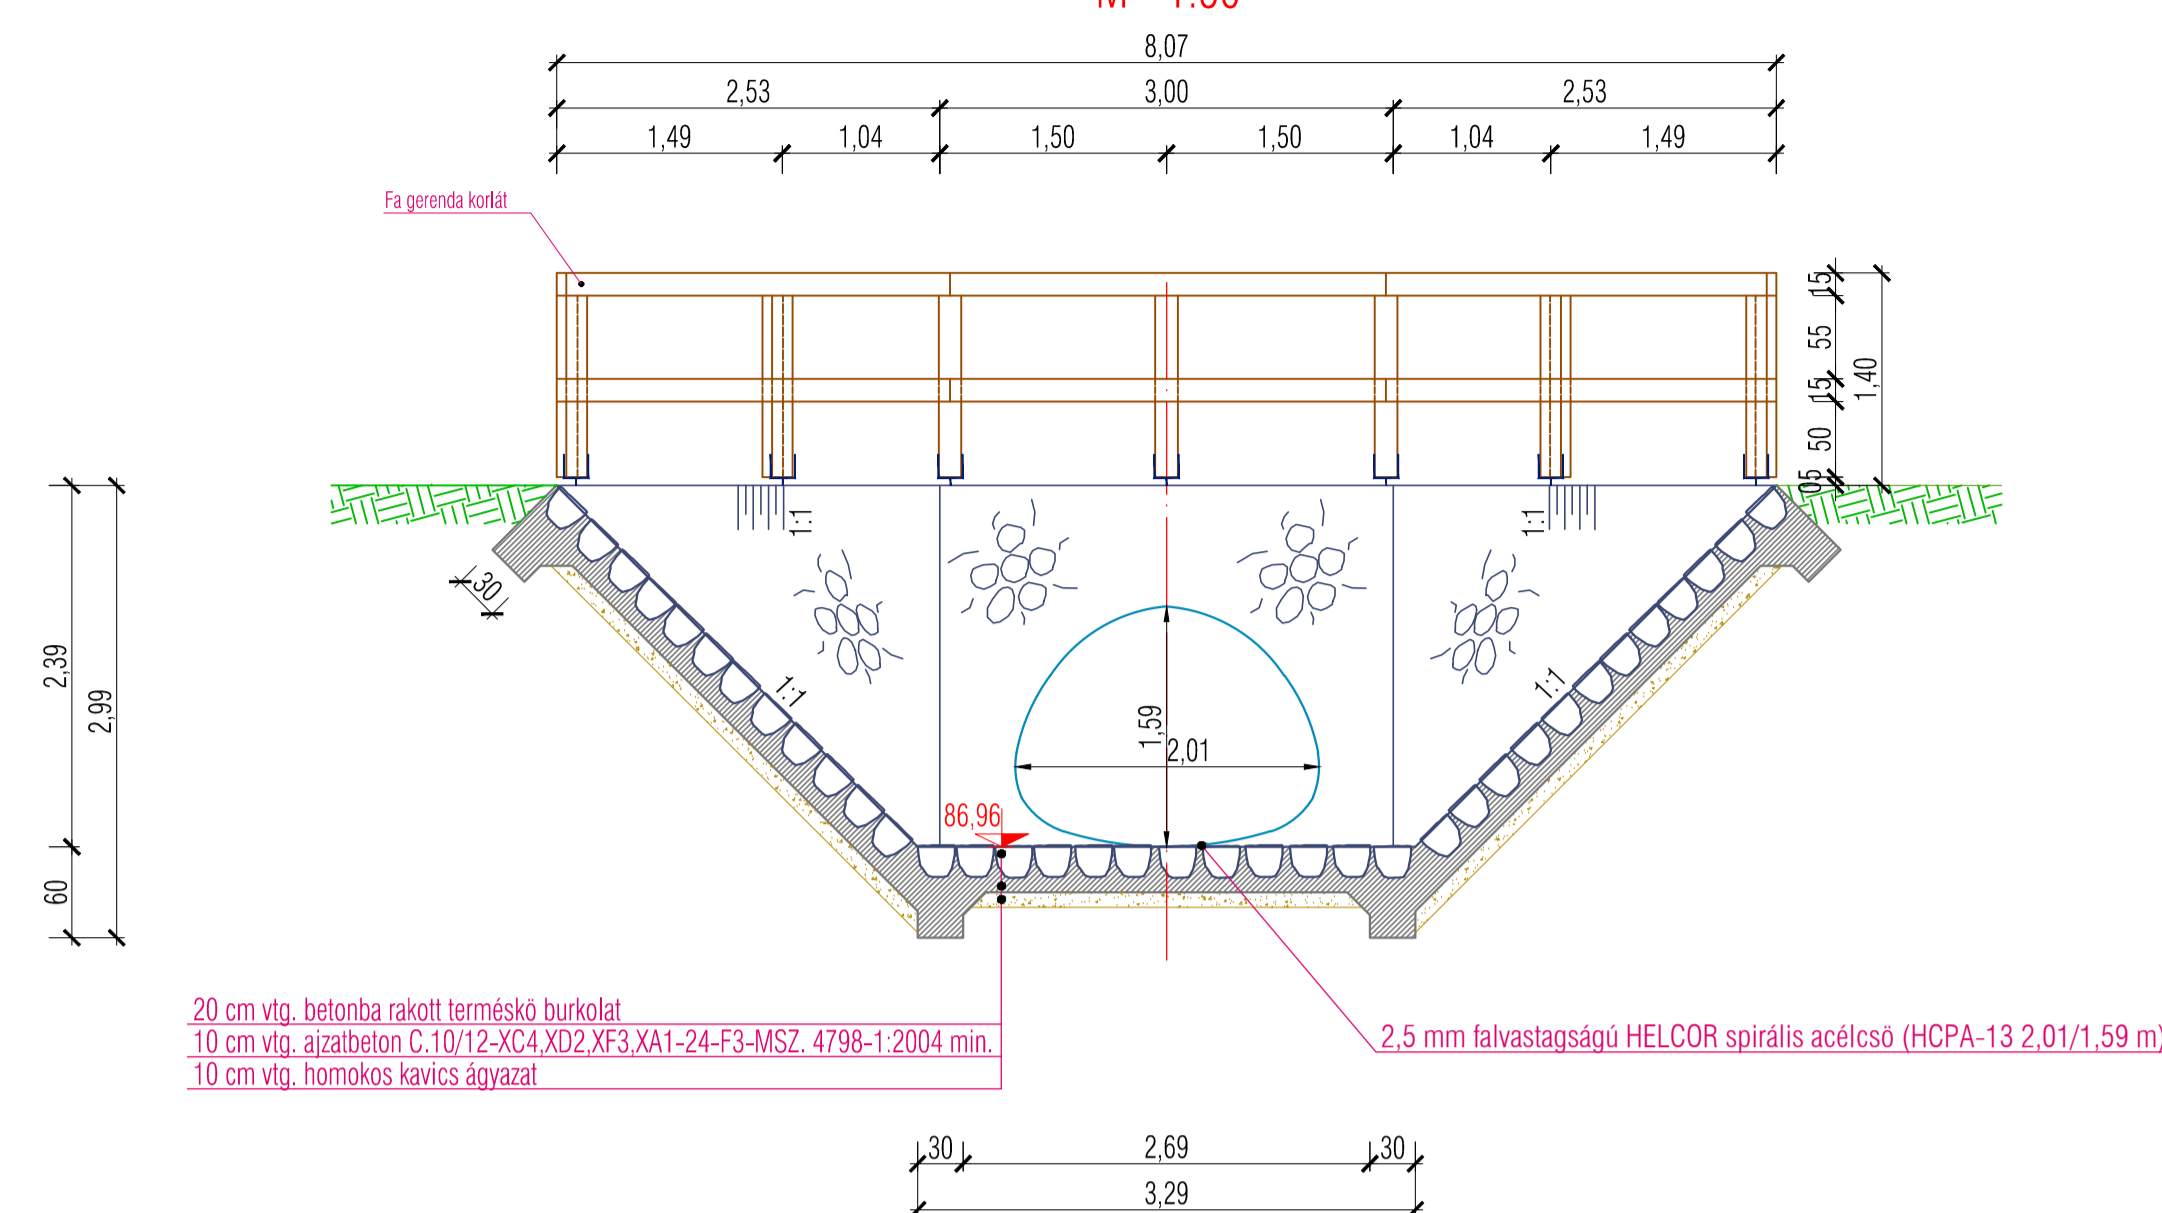 8,07
2,53 3,00 2,53
1,49 1,04 1,50 1,50 1,04 1,49
Fa gerenda korlát
15
55
15
50
05
1,40
1:1
1:1
30
2,39
2,99
60
1:1
1:1
1,59
2,01
86,96
20 cm vtg. betonba rakott terméskö burkolat
10 cm vtg. ajzatbeton C.10/12-XC4,XD2,XF3,XA1-24-F3-MSZ. 4798-1:2004 min.
10 cm vtg. homokos kavics ágyazat
2,5 mm falvastagságú HELCOR spirális acélcsö (HCPA-13 2,01/1,59 m)
30 2,69 30
3,29